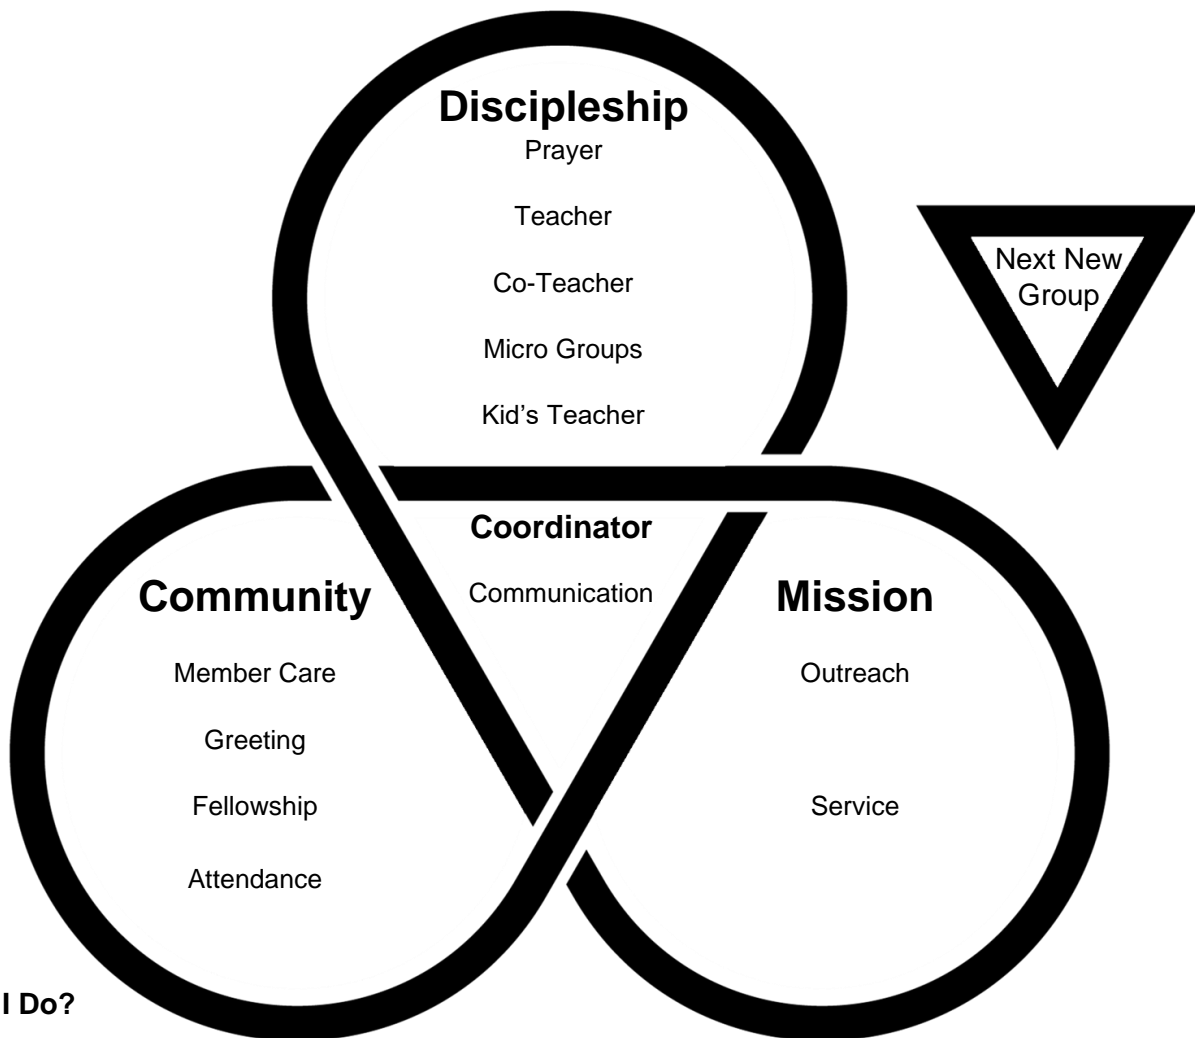 Discipleship
Prayer
Teacher
Co-Teacher
Micro Groups
Kid’s Teacher
Next New
Group
Coordinator
Communication
Community
Member Care
Greeting
Fellowship
Attendance
Mission
Outreach
Service
I Do?